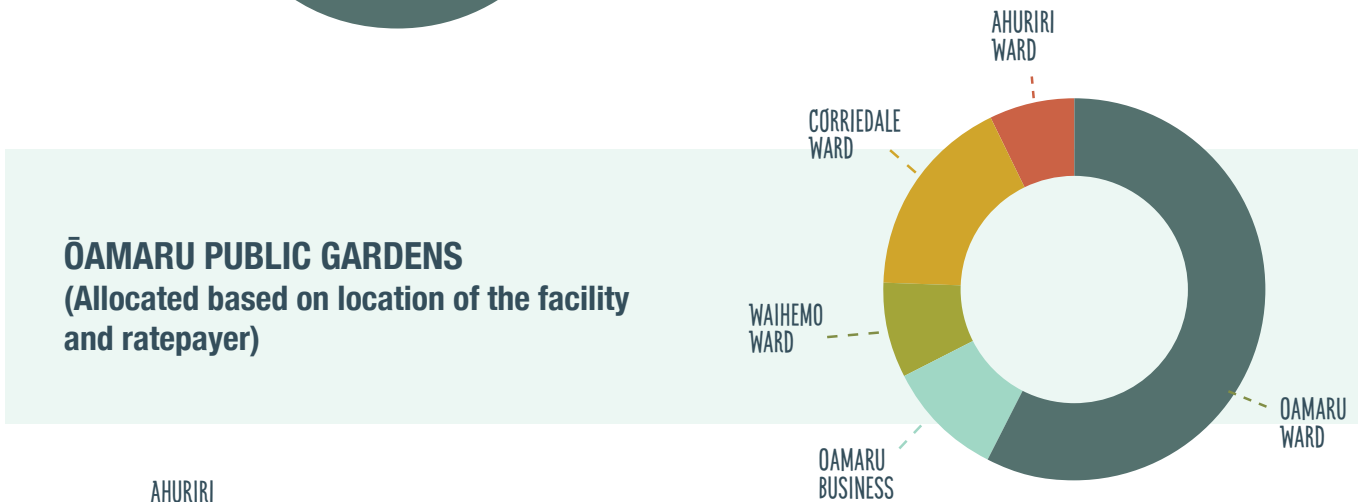 AHURIRI
WARD
CORRIEDALE
WARD
ŌAMARU PUBLIC GARDENS
(Allocated based on location of the facility
and ratepayer)
WAIHEMO
WARD
OAMARU
WARD
OAMARU
BUSINESS
AHURIRI